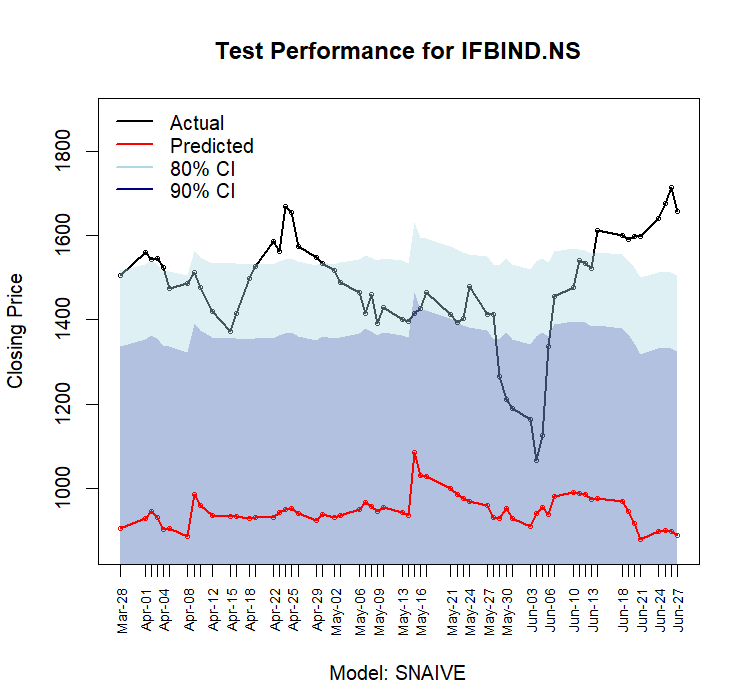 Test Performance for IFBIND.NS
Actual
Predicted
80% CI
90% CI
Closing Price
1800
1600
1400
1200
1000
Mar-28
Apr-01
Apr-04
Apr-08
Apr-12
Apr-15
Apr-18
Apr-22
Apr-25
Apr-29
May-02
May-06
May-09
May-13
May-16
May-21
May-24
May-27
May-30
Jun-03
Jun-06
Jun-10
Jun-13
Jun-18
Jun-21
Jun-24
Jun-27
Model: SNAIVE